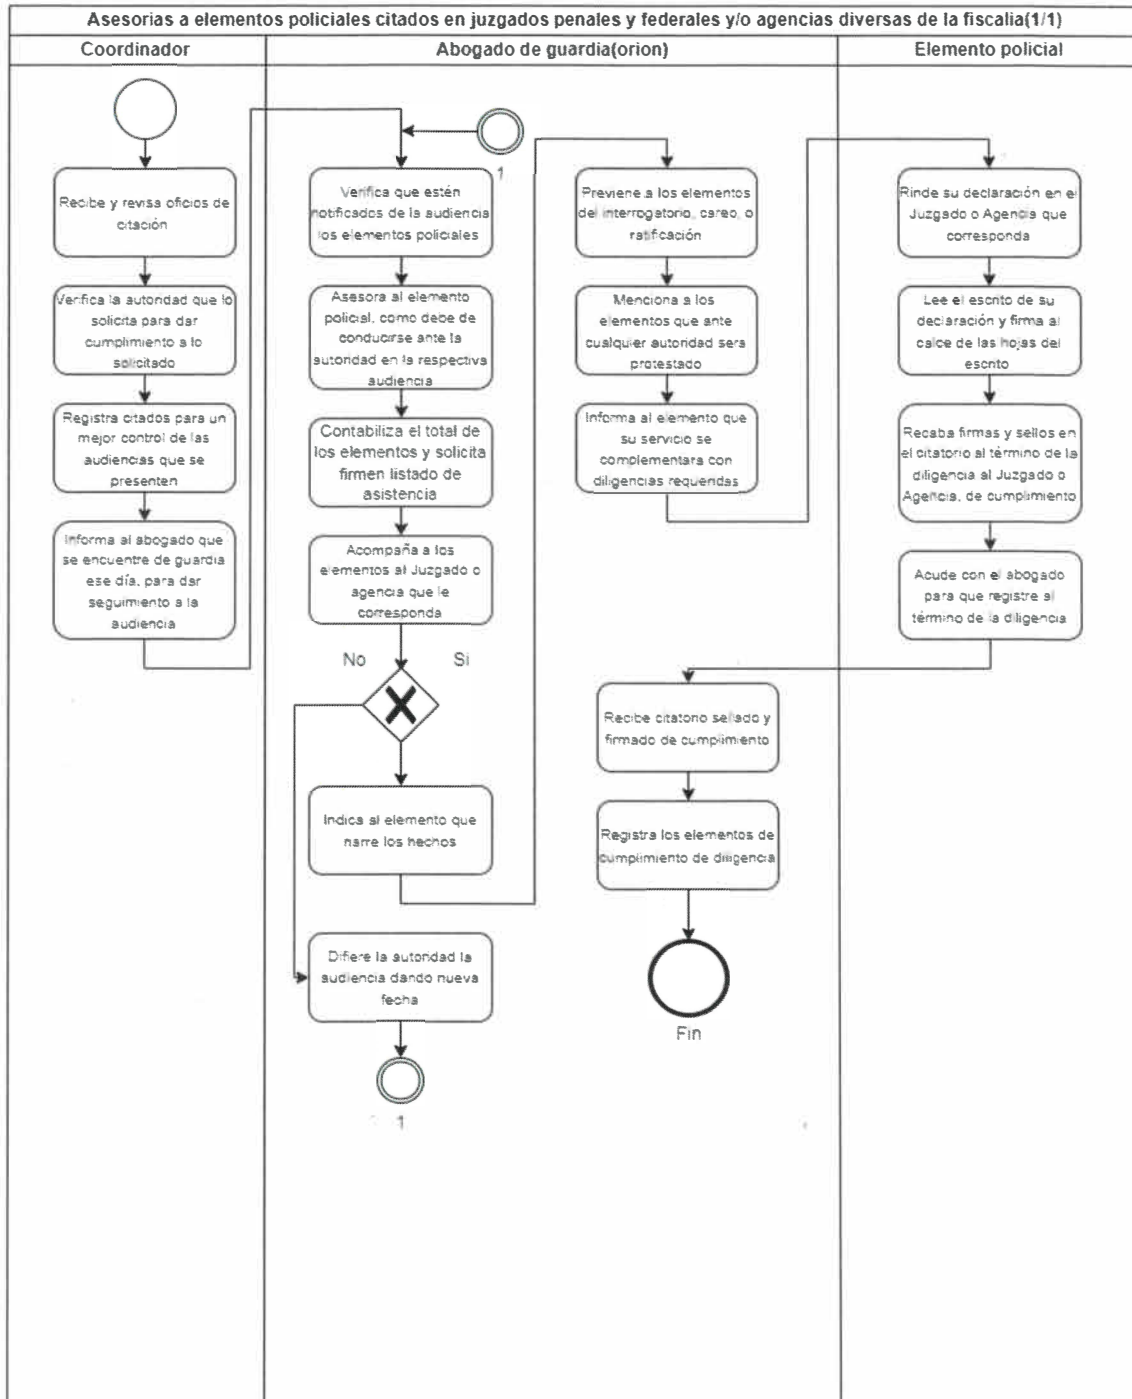 Asesorias a elementos policiales citados en juzgados penales y federales y/o agencias diversas de la fiscalia(1/1)
Coordinador
Abogado de guardia(orion)
Elemento policial
Recibe y revisa oficios de
citación
Verifica la autoridad que lo
solicita para dar
cumplimiento a lo
solicitado
Registra citados para un
mejor control de las
audiencias que se
presenten
Informa al abogado que
se encuentre de guardia
ese día, para dar
seguimiento a la
audiencia
1
Verifica que estén
notificados de la audiencia
los elementos policiales
Asesora al elemento
policial, como debe de
conducirse ante la
autoridad en la respectiva
audiencia
Contabiliza el total de
los elementos y solicita
firmen listado de
asistencia
Acompaña a los
elementos al Juzgado o
agencia que le
corresponda
No
Si
Indica al elemento que
narre los hechos
Difiere la autoridad la
audiencia dando nueva
fecha
1
Previene a los elementos
del interrogatorio, careo, o
ratificación
Menciona a los
elementos que ante
cualquier autoridad sera
protestado
Informa al elemento que
su servicio se
complementara con
diligencias requeridas
Rinde su declaración en el
Juzgado o Agencia que
corresponda
Lee el escrito de su
declaración y firma al
calce de las hojas del
escrito
Recaba firmas y sellos en
el citatorio al término de la
diligencia al Juzgado o
Agencia, de cumplimiento
Acude con el abogado
para que registre al
término de la diligencia
Recibe citatorio sellado y
firmado de cumplimiento
Registra los elementos de
cumplimiento de diligencia
Fin